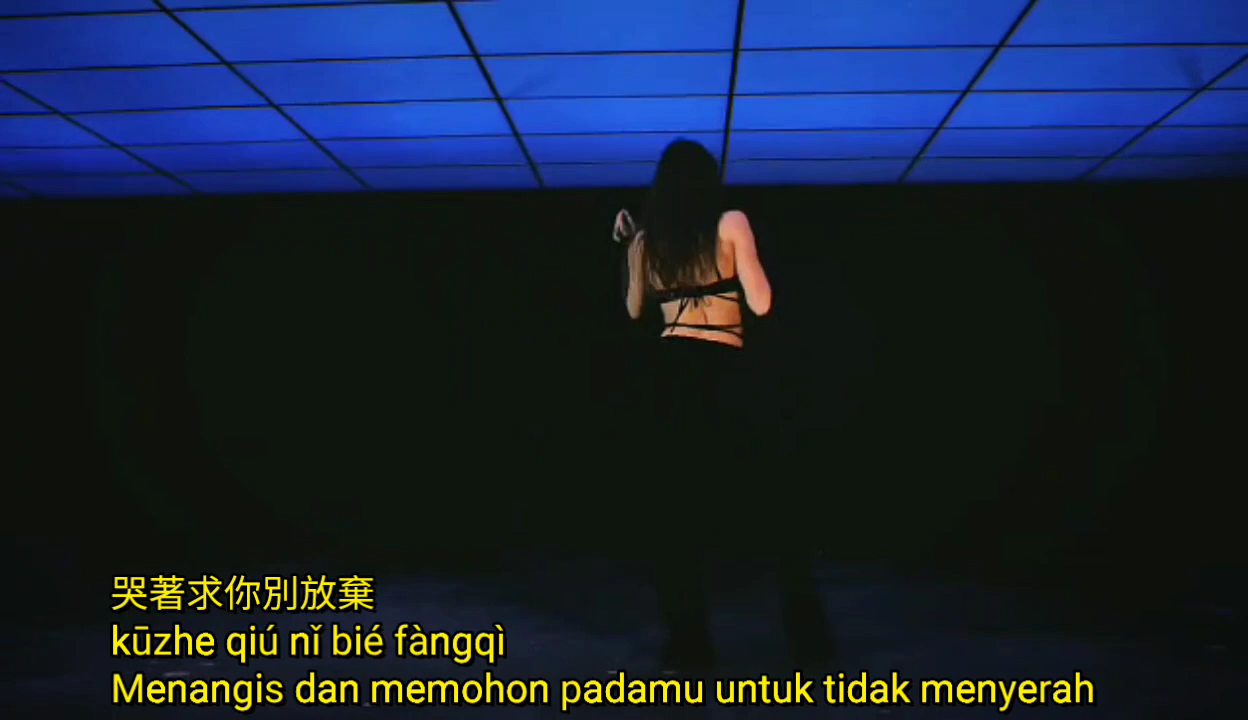 哭著求你別放棄
kūzhe qiú nǐ bié fàngqì
Menangis dan memohon padamu untuk tidak menyerah